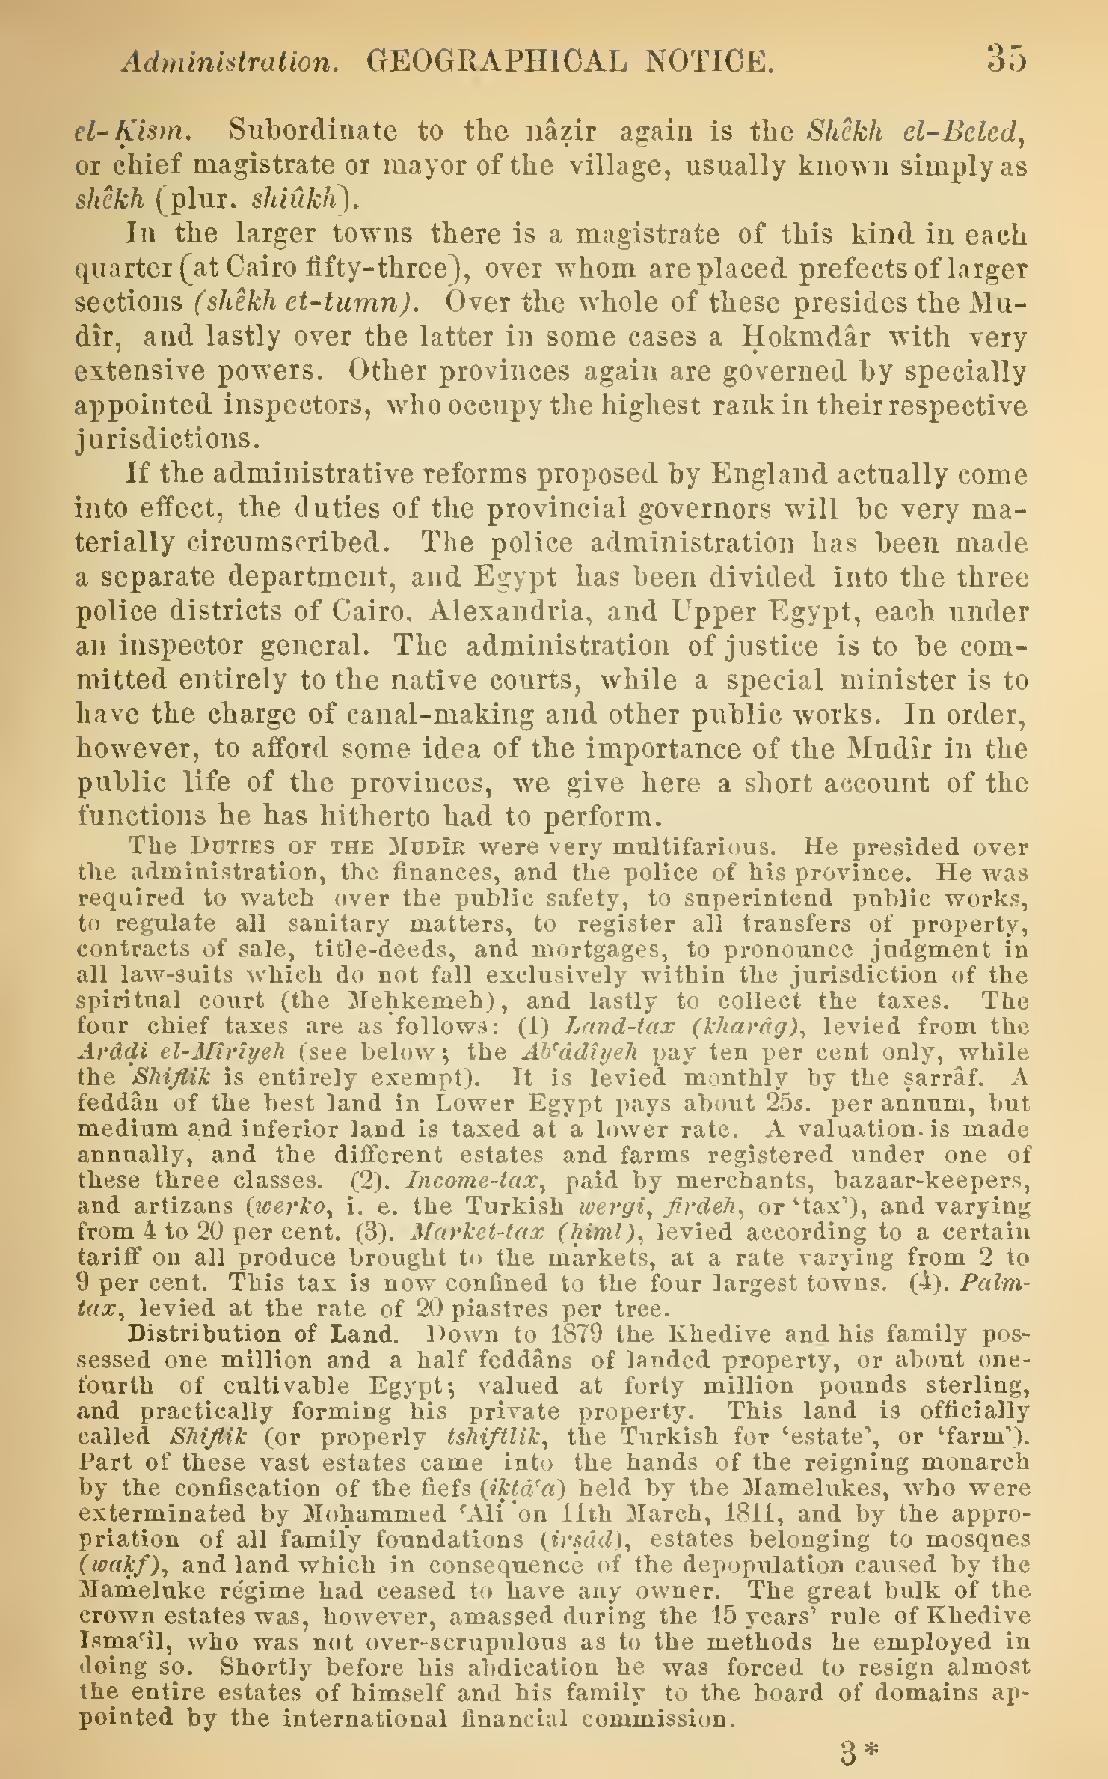 Administration. GEOGRAPHICAL NOTICE. 35
el-Ḳism. Subordinate to the nâẓir again is the Shêkh el-Beled,
or chief magistrate or mayor of the village, usually known simply as
shêkh (plur. shiûkh).
In the larger towns there is a magistrate of this kind in each
quarter (at Cairo fifty-three), over whom are placed prefects of larger
sections (shêkh et-tumn). Over the whole of these presides the Mu-
dîr, and lastly over the latter in some cases a Ḥokmdâr with very
extensive powers. Other provinces again are governed by specially
appointed inspectors, who occupy the highest rank in their respective
jurisdictions.
If the administrative reforms proposed by England actually come
into effect, the duties of the provincial governors will be very ma-
terially circumscribed. The police administration has been made
a separate department, and Egypt has been divided into the three
police districts of Cairo, Alexandria, and Upper Egypt, each under
an inspector general. The administration of justice is to be com-
mitted entirely to the native courts, while a special minister is to
have the charge of canal-making and other public works. In order,
however, to afford some idea of the importance of the Mudîr in the
public life of the provinces, we give here a short account of the
functions he has hitherto had to perform.
The DUTIES OF THE MUDÎR were very multifarious. He presided over
the administration, the finances, and the police of his province. He was
required to watch over the public safety, to superintend public works,
to regulate all sanitary matters, to register all transfers of property,
contracts of sale, title-deeds, and mortgages, to pronounce judgment in
all law-suits which do not fall exclusively within the jurisdiction of the
spiritual court (the Meḥkemeh), and lastly to collect the taxes. The
four chief taxes are as follows: (1) Land-tax (kharâg), levied from the
Arâḍi el-Mîrîyeh (see below; the Abʿâdîyeh pay ten per cent only, while
the Shiflik is entirely exempt). It is levied monthly by the ṣarrâf. A
feddân of the best land in Lower Egypt pays about 25s. per annum, but
medium and inferior land is taxed at a lower rate. A valuation is made
annually, and the different estates and farms registered under one of
these three classes. (2). Income-tax, paid by merchants, bazaar-keepers,
and artizans (werko, i. e. the Turkish wergi, firdeh, or 'tax'), and varying
from 4 to 20 per cent. (3). Market-tax (ḥiml), levied according to a certain
tariff on all produce brought to the markets, at a rate varying from 2 to
9 per cent. This tax is now confined to the four largest towns. (4). Palm-
tax, levied at the rate of 20 piastres per tree.
Distribution of Land. Down to 1879 the Khedive and his family pos-
sessed one million and a half feddâns of landed property, or about one-
fourth of cultivable Egypt; valued at forty million pounds sterling,
and practically forming his private property. This land is officially
called Shiflik (or properly tshiftlik, the Turkish for 'estate', or 'farm').
Part of these vast estates came into the hands of the reigning monarch
by the confiscation of the fiefs (iḳtâʿa) held by the Mamelukes, who were
exterminated by Moḥammed ʿAli on 11th March, 1811, and by the appro-
priation of all family foundations (irṣâd), estates belonging to mosques
(waḳf), and land which in consequence of the depopulation caused by the
Mameluke régime had ceased to have any owner. The great bulk of the
crown estates was, however, amassed during the 15 years' rule of Khedive
Ismaʿîl, who was not over-scrupulous as to the methods he employed in
doing so. Shortly before his abdication he was forced to resign almost
the entire estates of himself and his family to the board of domains ap-
pointed by the international financial commission.
3*